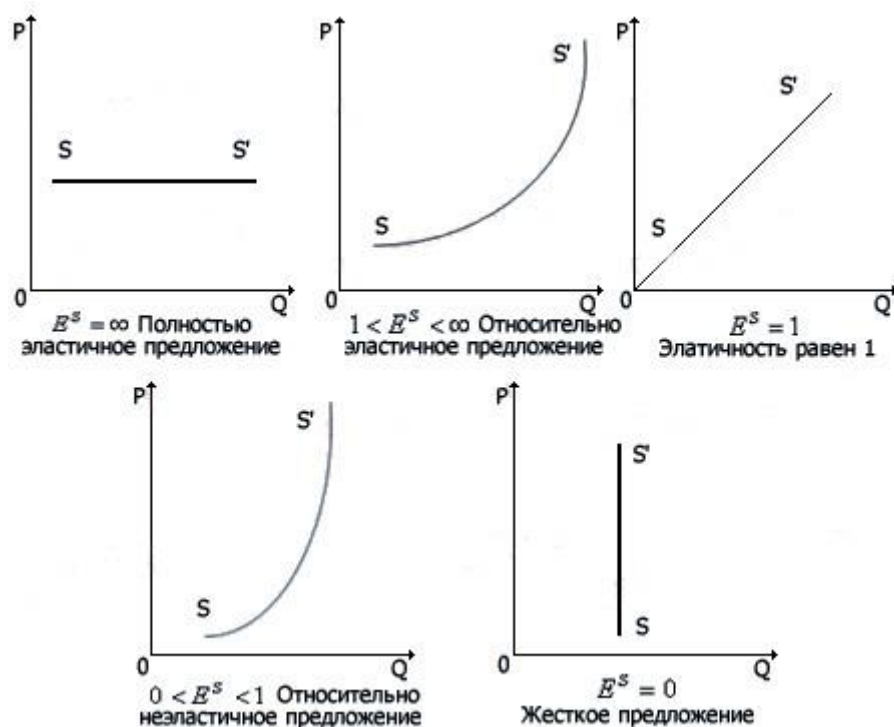 P
S S'
0 Q
E^S = ∞ Полностью
эластичное предложение
P
S'
S
0 Q
1 < E^S < ∞ Относительно
эластичное предложение
P
S'
S
0 Q
E^S = 1
Элатичность равен 1
P
S'
S
0 Q
0 < E^S < 1 Относительно
неэластичное предложение
P
S'
S
0 Q
E^S = 0
Жесткое предложение